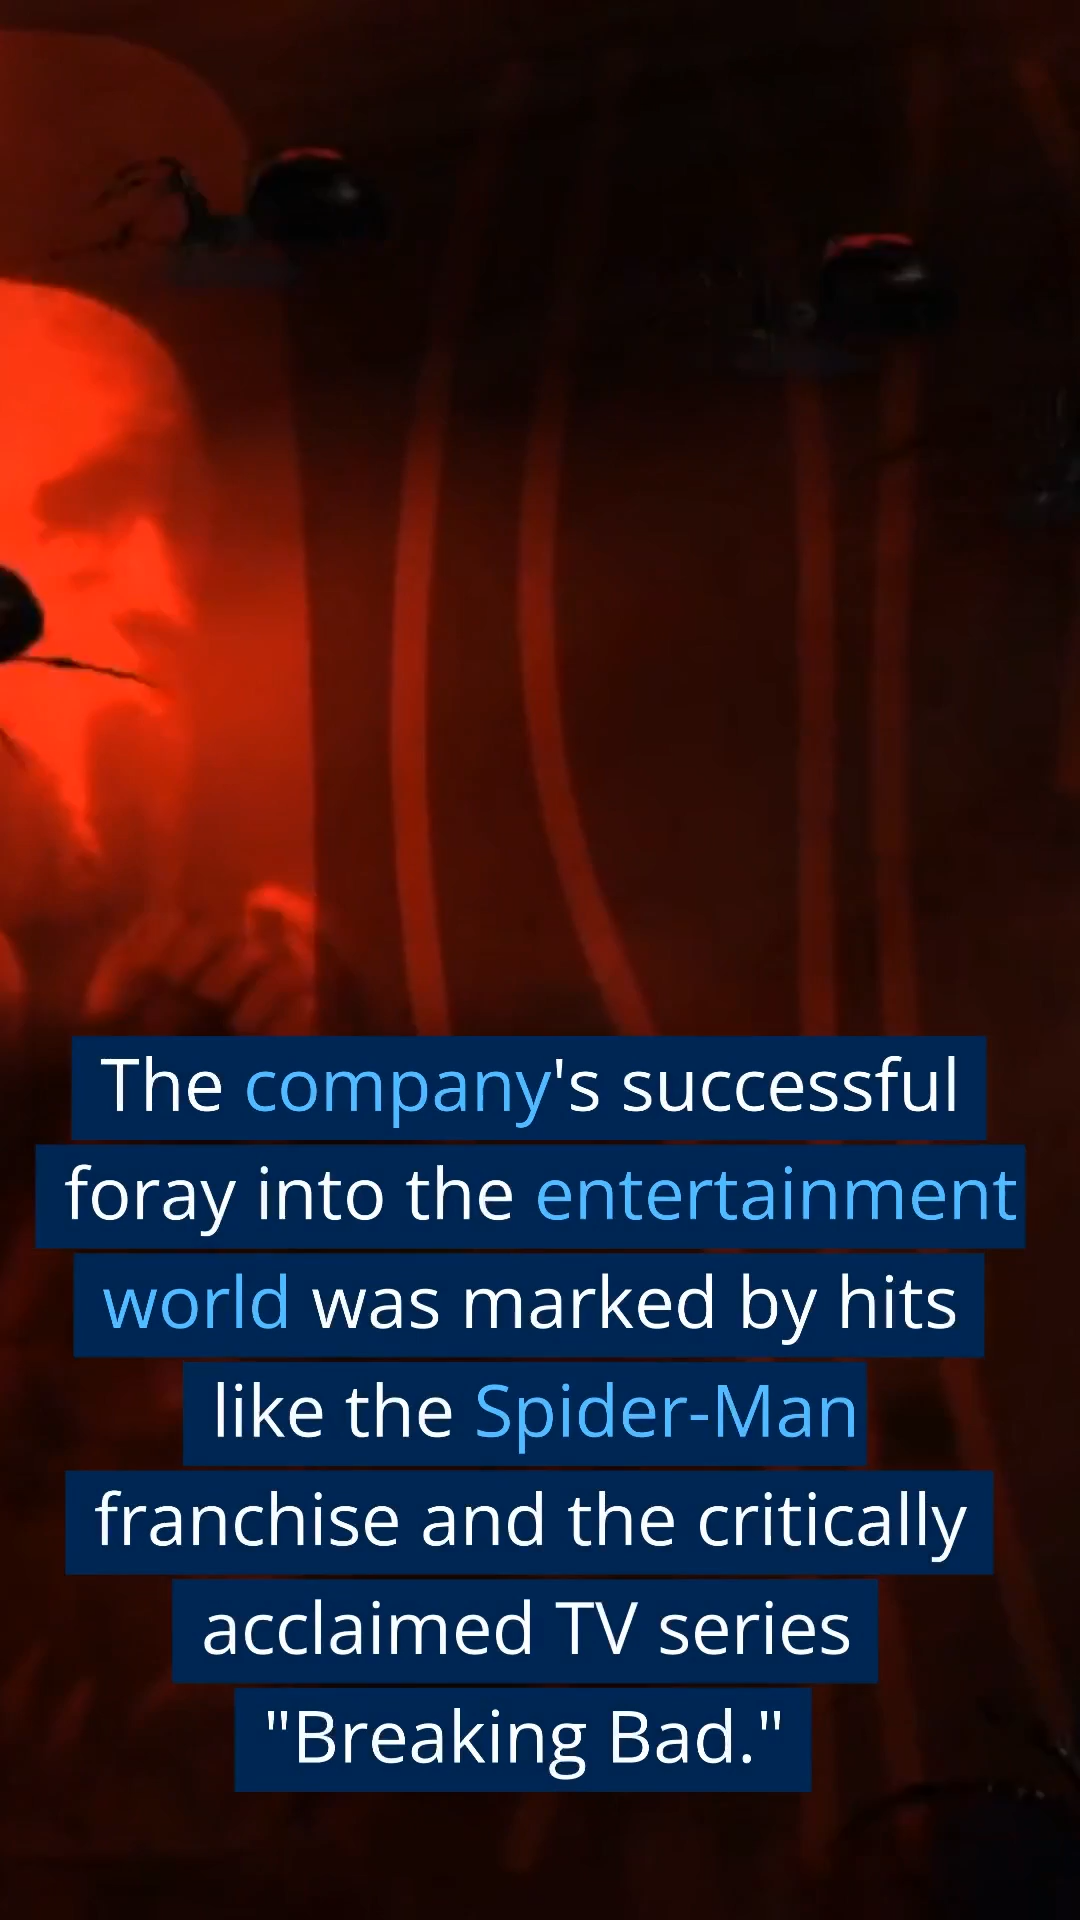 The company's successful
foray into the entertainment
world was marked by hits
like the Spider-Man
franchise and the critically
acclaimed TV series
"Breaking Bad."